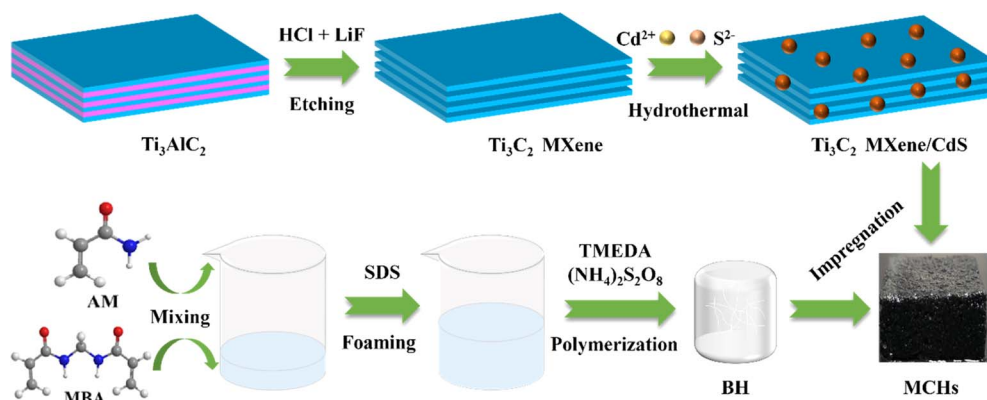 HCl + LiF
Etching
Cd²⁺ S²⁻
Hydrothermal
Ti₃AlC₂
Ti₃C₂ MXene
Ti₃C₂ MXene/CdS
Impregnation
AM
MBA
Mixing
SDS
Foaming
TMEDA
(NH₄)₂S₂O₈
Polymerization
BH
MCHs